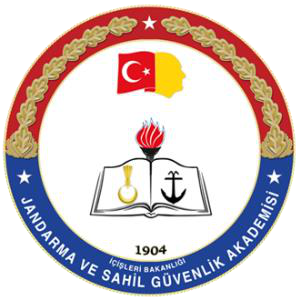 1904
İÇİŞLERİ BAKANLIĞI
JANDARMA VE SAHİL GÜVENLİK AKADEMİSİ